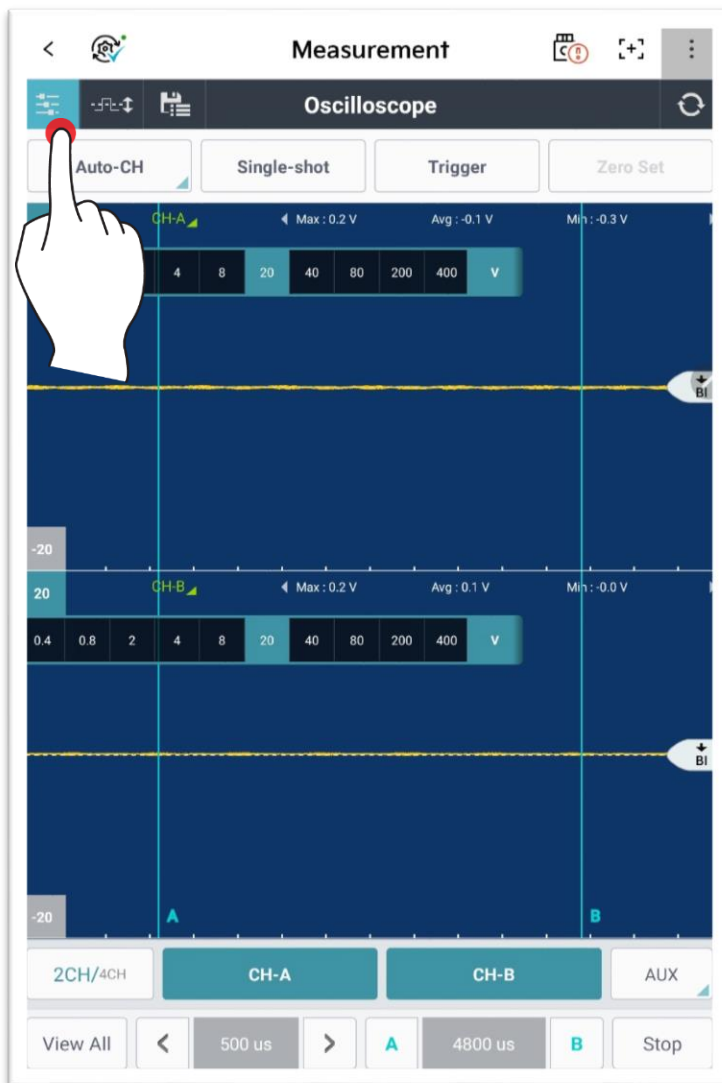 Measurement
Oscilloscope
Auto-CH Single-shot Trigger Zero Set
CH-A Max : 0.2 V Avg : -0.1 V Min : -0.3 V
4 8 20 40 80 200 400 V
BI
-20
20 CH-B Max : 0.2 V Avg : 0.1 V Min : -0.0 V
0.4 0.8 2 4 8 20 40 80 200 400 V
BI
-20 A B
2CH/4CH CH-A CH-B AUX
View All < 500 us > A 4800 us B Stop